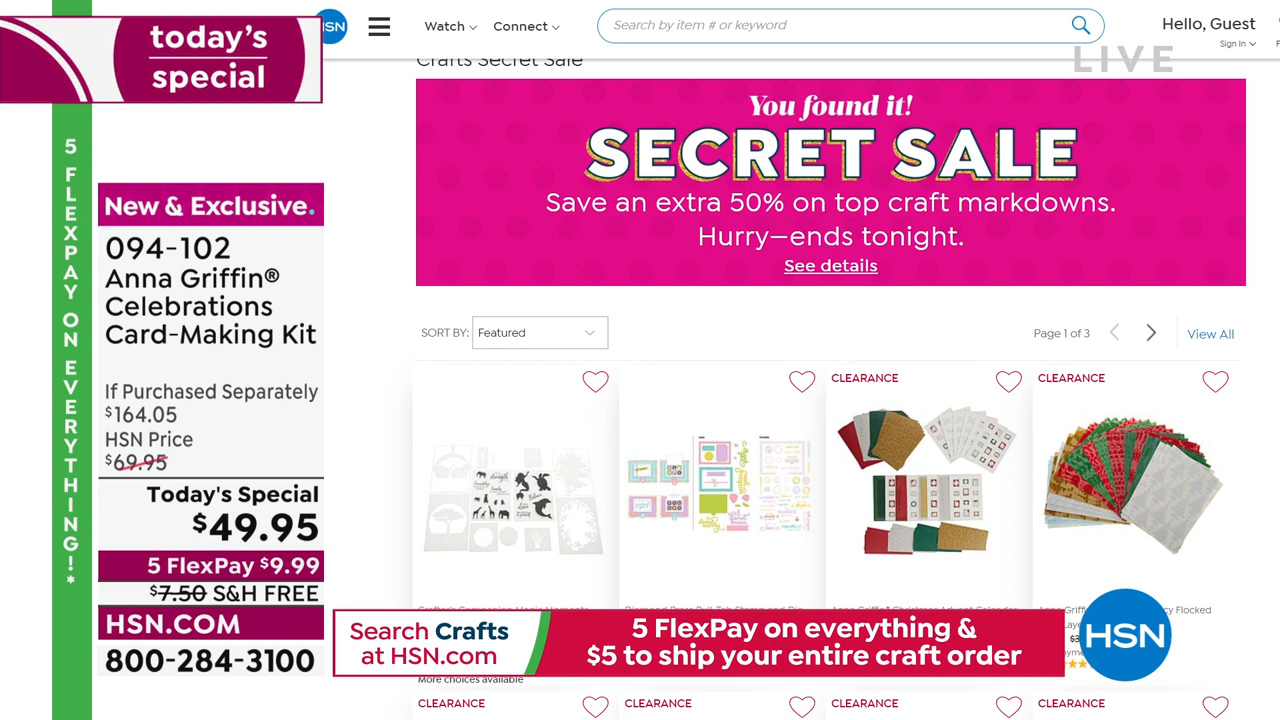 today's
special
5 FLEXPAY ON EVERYTHING!*
New & Exclusive.
094-102
Anna Griffin®
Celebrations
Card-Making Kit
If Purchased Separately
$164.05
HSN Price
$69.95
Today's Special
$49.95
5 FlexPay $9.99
$7.50 S&H FREE
HSN.COM
800-284-3100
HSN
Watch
Connect
Search by item # or keyword
Hello, Guest
Sign In
LIVE
Crafts Secret Sale
You found it!
SECRET SALE
Save an extra 50% on top craft markdowns.
Hurry—ends tonight.
See details
SORT BY: Featured
Page 1 of 3
View All
CLEARANCE
CLEARANCE
Search Crafts
at HSN.com
5 FlexPay on everything &
$5 to ship your entire craft order
HSN
More choices available
CLEARANCE
CLEARANCE
CLEARANCE
CLEARANCE